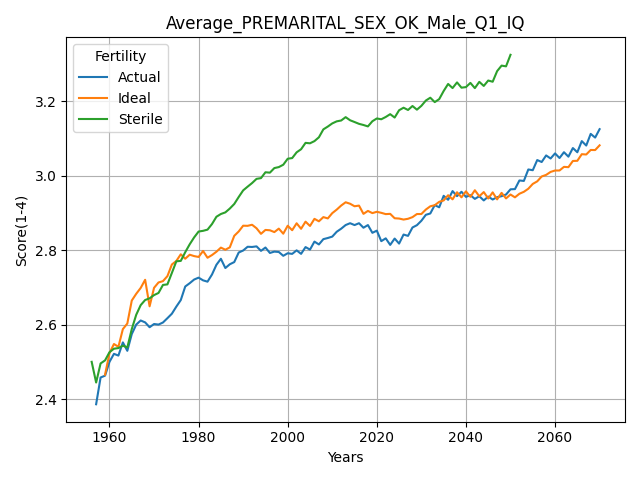 Average_PREMARITAL_SEX_OK_Male_Q1_IQ
Fertility
Actual
Ideal
Sterile
Score(1-4)
3.2
3.0
2.8
2.6
2.4
1960
1980
2000
2020
2040
2060
Years